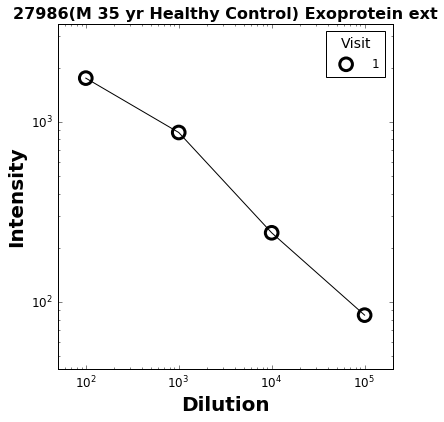 27986(M 35 yr Healthy Control) Exoprotein ext
Visit
1
Intensity
10³
10²
10² 10³ 10⁴ 10⁵
Dilution